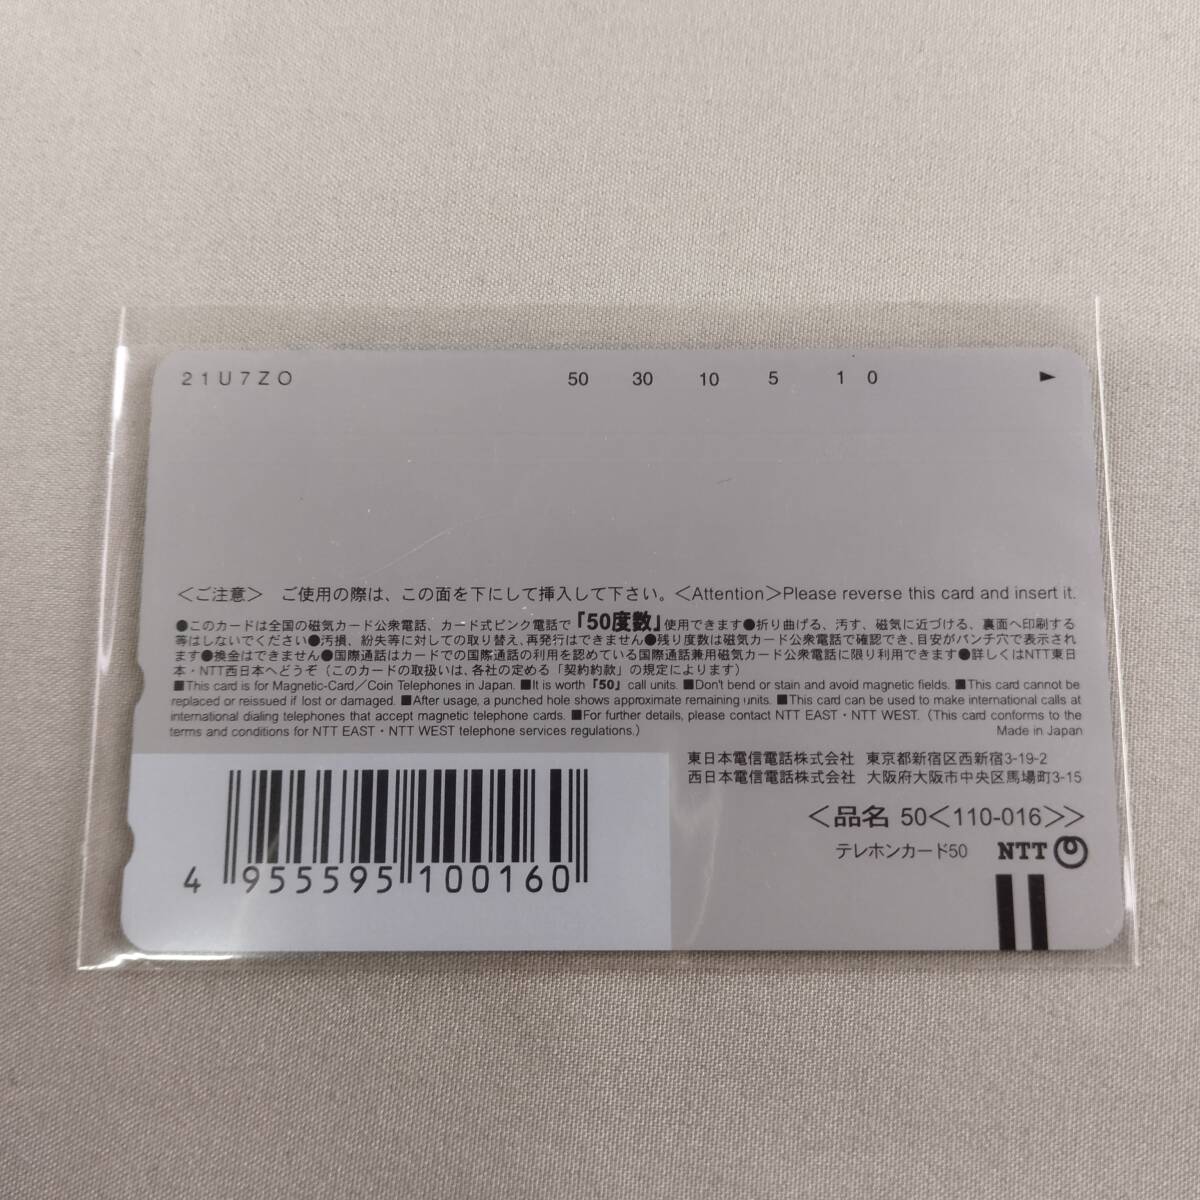 21U7ZO 50 30 10 5 1 0 ►
＜ご注意＞ ご使用の際は、この面を下にして挿入して下さい。＜Attention＞Please reverse this card and insert it.
●このカードは全国の磁気カード公衆電話、カード式ピンク電話で「50度数」使用できます●折り曲げる、汚す、磁気に近づける、裏面へ印刷する
等はしないでください●汚損、紛失等に対しての取り替え、再発行はできません●残り度数は磁気カード公衆電話で確認でき、目安がパンチ穴で表示され
ます●換金はできません●国際通話はカードでの国際通話の利用を認めている国際通話兼用磁気カード公衆電話に限り利用できます●詳しくはNTT東日
本・NTT西日本へどうぞ（このカードの取扱いは、各社の定める「契約約款」の規定によります）
■This card is for Magnetic-Card／Coin Telephones in Japan. ■It is worth「50」call units. ■Don't bend or stain and avoid magnetic fields. ■This card cannot be
replaced or reissued if lost or damaged. ■After usage, a punched hole shows approximate remaining units. ■This card can be used to make international calls at
international dialing telephones that accept magnetic telephone cards. ■For further details, please contact NTT EAST・NTT WEST.（This card conforms to the
terms and conditions for NTT EAST・NTT WEST telephone services regulations.） Made in Japan
東日本電信電話株式会社 東京都新宿区西新宿3-19-2
西日本電信電話株式会社 大阪府大阪市中央区馬場町3-15
＜品名 50＜110-016＞＞
テレホンカード50 NTT
4 955595 100160